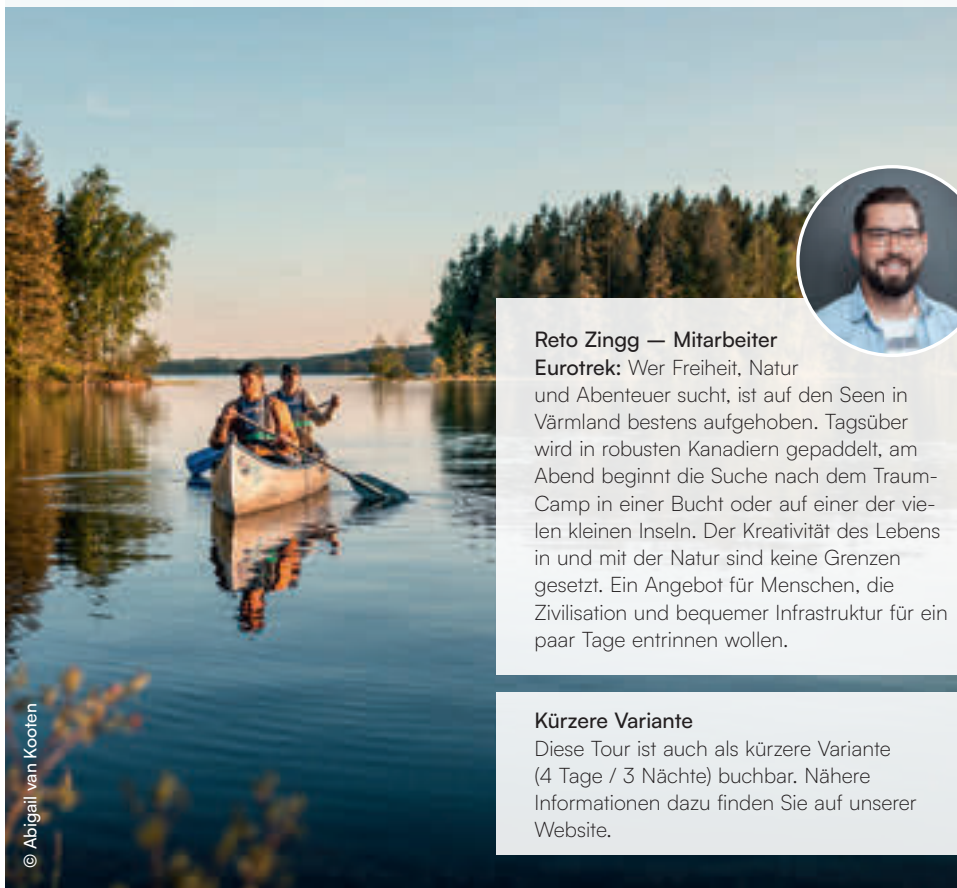 Reto Zingg — Mitarbeiter
Eurotrek: Wer Freiheit, Natur
und Abenteuer sucht, ist auf den Seen in
Värmland bestens aufgehoben. Tagsüber
wird in robusten Kanadiern gepaddelt, am
Abend beginnt die Suche nach dem Traum-
Camp in einer Bucht oder auf einer der vie-
len kleinen Inseln. Der Kreativität des Lebens
in und mit der Natur sind keine Grenzen
gesetzt. Ein Angebot für Menschen, die
Zivilisation und bequemer Infrastruktur für ein
paar Tage entrinnen wollen.
Kürzere Variante
Diese Tour ist auch als kürzere Variante
(4 Tage / 3 Nächte) buchbar. Nähere
Informationen dazu finden Sie auf unserer
Website.
© Abigail van Kooten